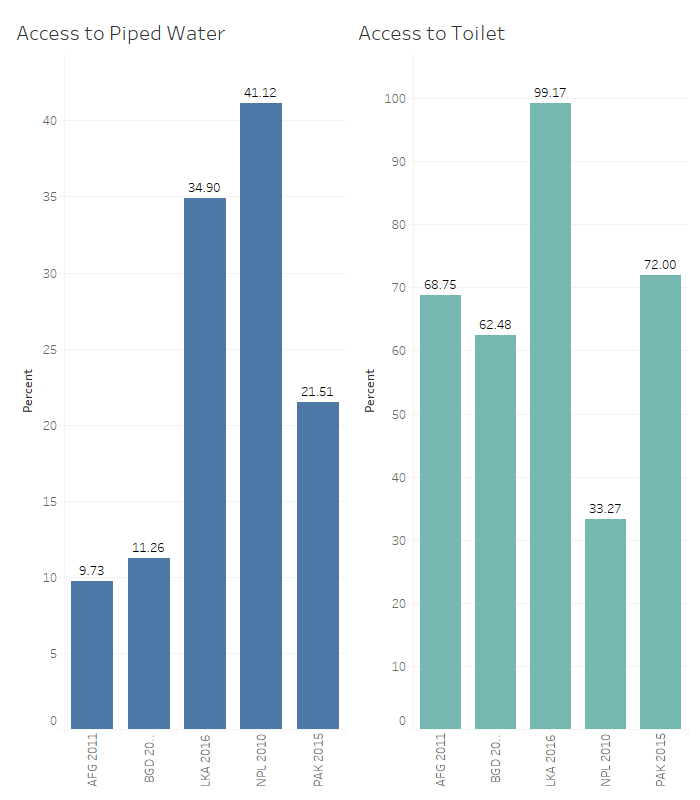 Access to Piped Water
41.12
40
34.90
35
30
25
21.51
20
15
11.26
10
9.73
5
0
Percent
AFG 2011
BGD 20..
LKA 2016
NPL 2010
PAK 2015
Access to Toilet
99.17
100
90
80
72.00
70
68.75
62.48
60
50
40
33.27
30
20
10
0
Percent
AFG 2011
BGD 20..
LKA 2016
NPL 2010
PAK 2015